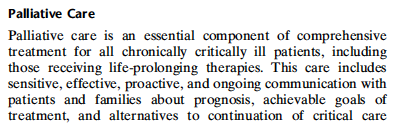 Palliative Care
Palliative care is an essential component of comprehensive
treatment for all chronically critically ill patients, including
those receiving life-prolonging therapies. This care includes
sensitive, effective, proactive, and ongoing communication with
patients and families about prognosis, achievable goals of
treatment, and alternatives to continuation of critical care